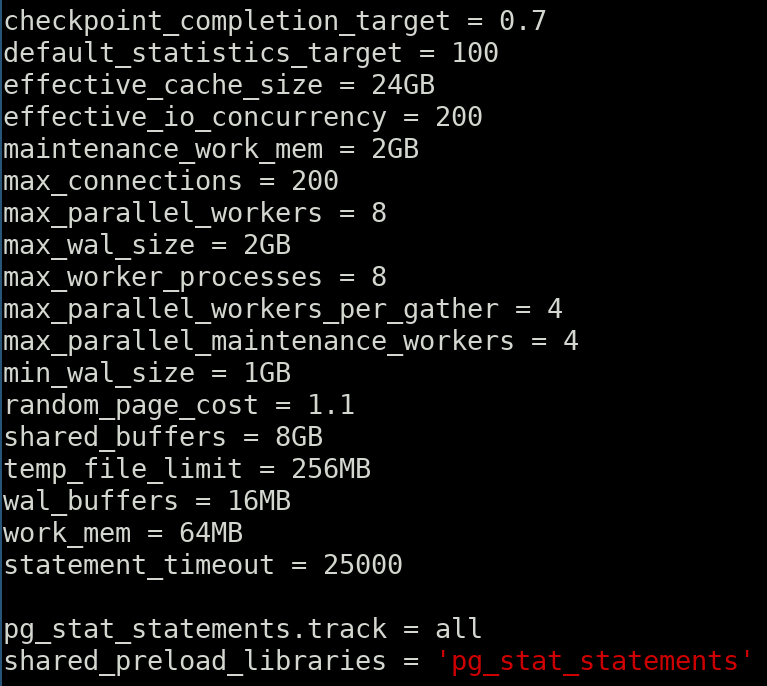 checkpoint_completion_target = 0.7
default_statistics_target = 100
effective_cache_size = 24GB
effective_io_concurrency = 200
maintenance_work_mem = 2GB
max_connections = 200
max_parallel_workers = 8
max_wal_size = 2GB
max_worker_processes = 8
max_parallel_workers_per_gather = 4
max_parallel_maintenance_workers = 4
min_wal_size = 1GB
random_page_cost = 1.1
shared_buffers = 8GB
temp_file_limit = 256MB
wal_buffers = 16MB
work_mem = 64MB
statement_timeout = 25000

pg_stat_statements.track = all
shared_preload_libraries = 'pg_stat_statements'